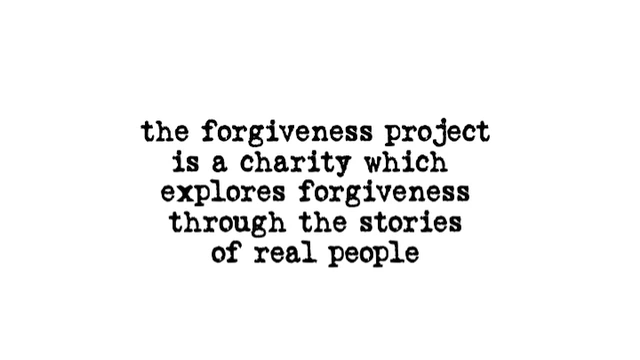 the forgiveness project
is a charity which
explores forgiveness
through the stories
of real people